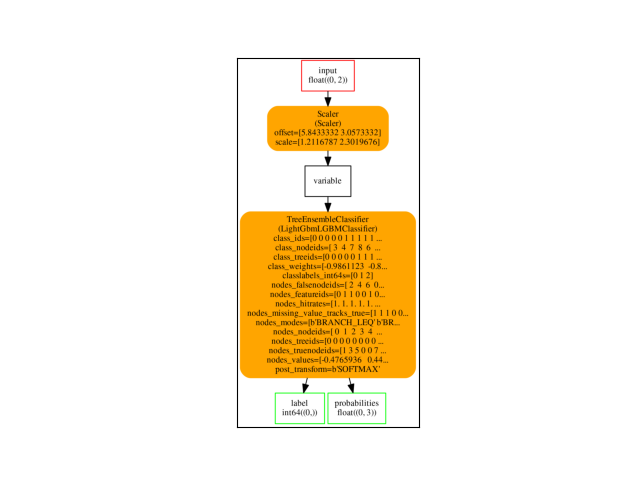 input
float((0, 2))
Scaler
(Scaler)
offset=[5.8433332 3.0573332]
scale=[1.2116787 2.3019676]
variable
TreeEnsembleClassifier
(LightGbmLGBMClassifier)
class_ids=[0 0 0 0 0 1 1 1 1 1 ...
class_nodeids=[ 3  4  7  8  6  ...
class_treeids=[0 0 0 0 0 1 1 1 ...
class_weights=[-0.9861123  -0.8...
classlabels_int64s=[0 1 2]
nodes_falsenodeids=[ 2  4  6  0...
nodes_featureids=[0 1 1 0 0 1 0...
nodes_hitrates=[1. 1. 1. 1. 1. ...
nodes_missing_value_tracks_true=[1 1 1 0 0...
nodes_modes=[b'BRANCH_LEQ' b'BR...
nodes_nodeids=[ 0  1  2  3  4  ...
nodes_treeids=[0 0 0 0 0 0 0 0 ...
nodes_truenodeids=[1 3 5 0 0 7 ...
nodes_values=[-0.4765936   0.44...
post_transform=b'SOFTMAX'
label
int64((0,))
probabilities
float((0, 3))